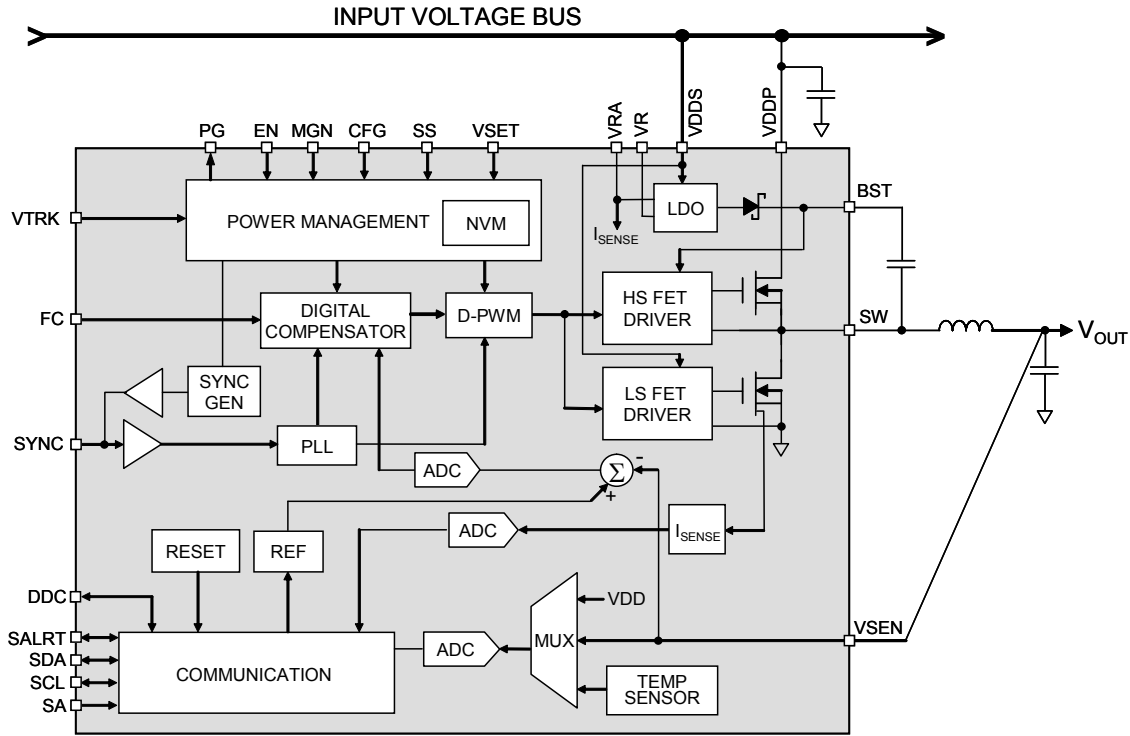 INPUT VOLTAGE BUS
PG
EN
MGN
CFG
SS
VSET
VRA
VR
VDDS
VDDP
VTRK
POWER MANAGEMENT
NVM
LDO
BST
ISENSE
FC
DIGITAL
COMPENSATOR
D-PWM
HS FET
DRIVER
SW
VOUT
SYNC
GEN
LS FET
DRIVER
SYNC
PLL
ADC
Σ
-
+
ADC
ISENSE
RESET
REF
DDC
VDD
SALRT
SDA
SCL
SA
COMMUNICATION
ADC
MUX
VSEN
TEMP
SENSOR